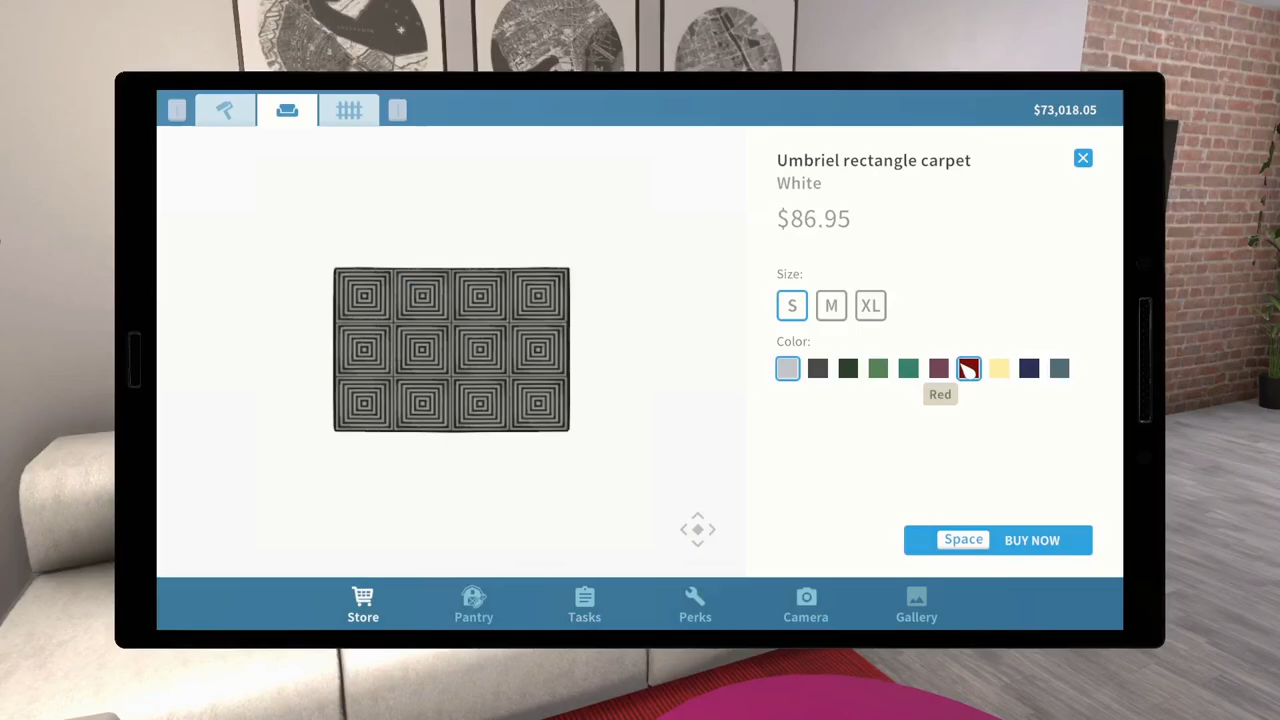 $73,018.05
Umbriel rectangle carpet
White
$86.95
Size:
S M XL
Color:
Red
Space BUY NOW
Store Pantry Tasks Perks Camera Gallery